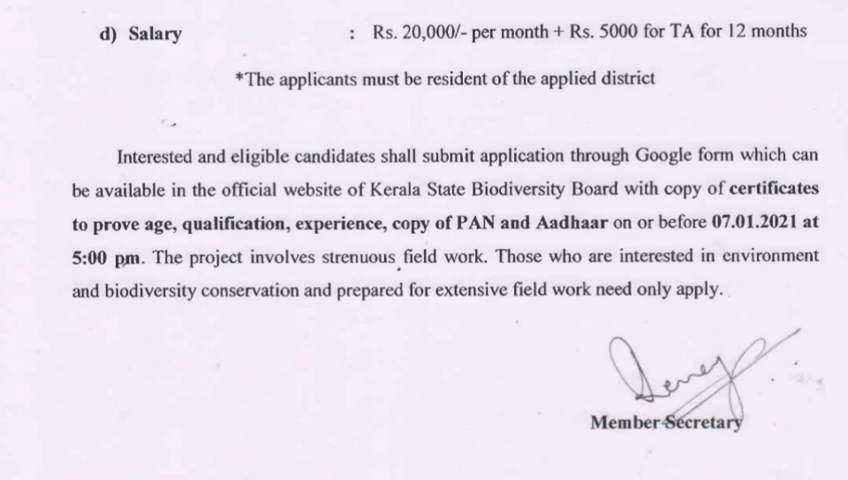 d) Salary : Rs. 20,000/- per month + Rs. 5000 for TA for 12 months
*The applicants must be resident of the applied district
Interested and eligible candidates shall submit application through Google form which can
be available in the official website of Kerala State Biodiversity Board with copy of certificates
to prove age, qualification, experience, copy of PAN and Aadhaar on or before 07.01.2021 at
5:00 pm. The project involves strenuous field work. Those who are interested in environment
and biodiversity conservation and prepared for extensive field work need only apply.
Member Secretary